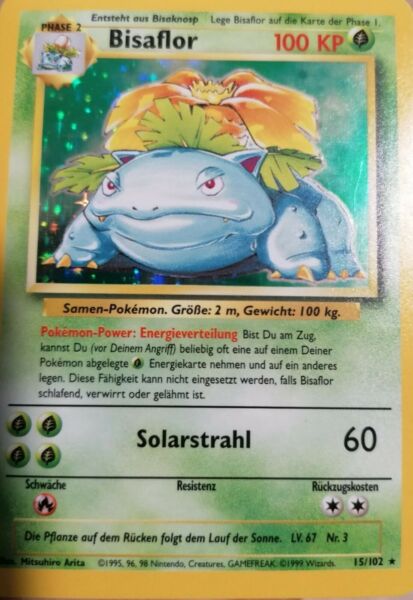 PHASE 2
Entsteht aus Bisaknosp Lege Bisaflor auf die Karte der Phase 1.
Bisaflor 100 KP
Samen-Pokémon. Größe: 2 m, Gewicht: 100 kg.
Pokémon-Power: Energieverteilung Bist Du am Zug,
kannst Du (vor Deinem Angriff) beliebig oft eine auf einem Deiner
Pokémon abgelegte Energiekarte nehmen und auf ein anderes
legen. Diese Fähigkeit kann nicht eingesetzt werden, falls Bisaflor
schlafend, verwirrt oder gelähmt ist.
Solarstrahl 60
Schwäche Resistenz Rückzugskosten
Die Pflanze auf dem Rücken folgt dem Lauf der Sonne. LV. 67 Nr. 3
Mitsuhiro Arita ©1995, 96, 98 Nintendo, Creatures, GAMEFREAK. ©1999 Wizards. 15/102 ★